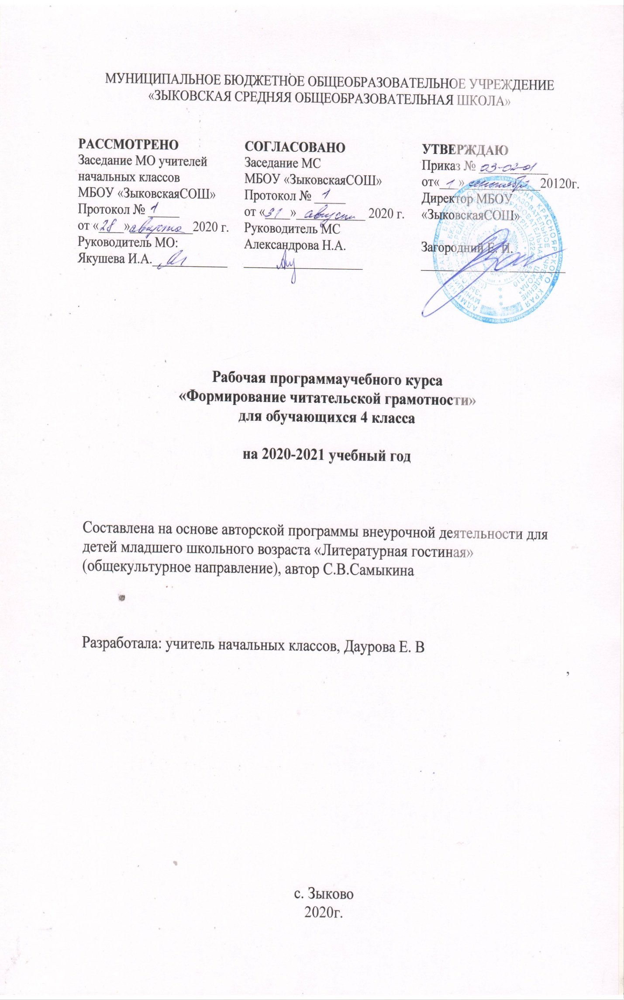 МУНИЦИПАЛЬНОЕ БЮДЖЕТНОЕ ОБЩЕОБРАЗОВАТЕЛЬНОЕ УЧРЕЖДЕНИЕ
«ЗЫКОВСКАЯ СРЕДНЯЯ ОБЩЕОБРАЗОВАТЕЛЬНАЯ ШКОЛА»
РАССМОТРЕНО
Заседание МО учителей
начальных классов
МБОУ «ЗыковскаяСОШ»
Протокол № 1
от «28» августа 2020 г.
Руководитель МО:
Якушева И.А.
СОГЛАСОВАНО
Заседание МС
МБОУ «ЗыковскаяСОШ»
Протокол № 1
от «31» августа 2020 г.
Руководитель МС
Александрова Н.А.
УТВЕРЖДАЮ
Приказ № 03-02-01
от« 1 » сентября 20120г.
Директор МБОУ
«ЗыковскаяСОШ»
Загородний Е. И.
Рабочая программаучебного курса
«Формирование читательской грамотности»
для обучающихся 4 класса
на 2020-2021 учебный год
Составлена на основе авторской программы внеурочной деятельности для
детей младшего школьного возраста «Литературная гостиная»
(общекультурное направление), автор С.В.Самыкина
Разработала: учитель начальных классов, Даурова Е. В
,
с. Зыково
2020г.